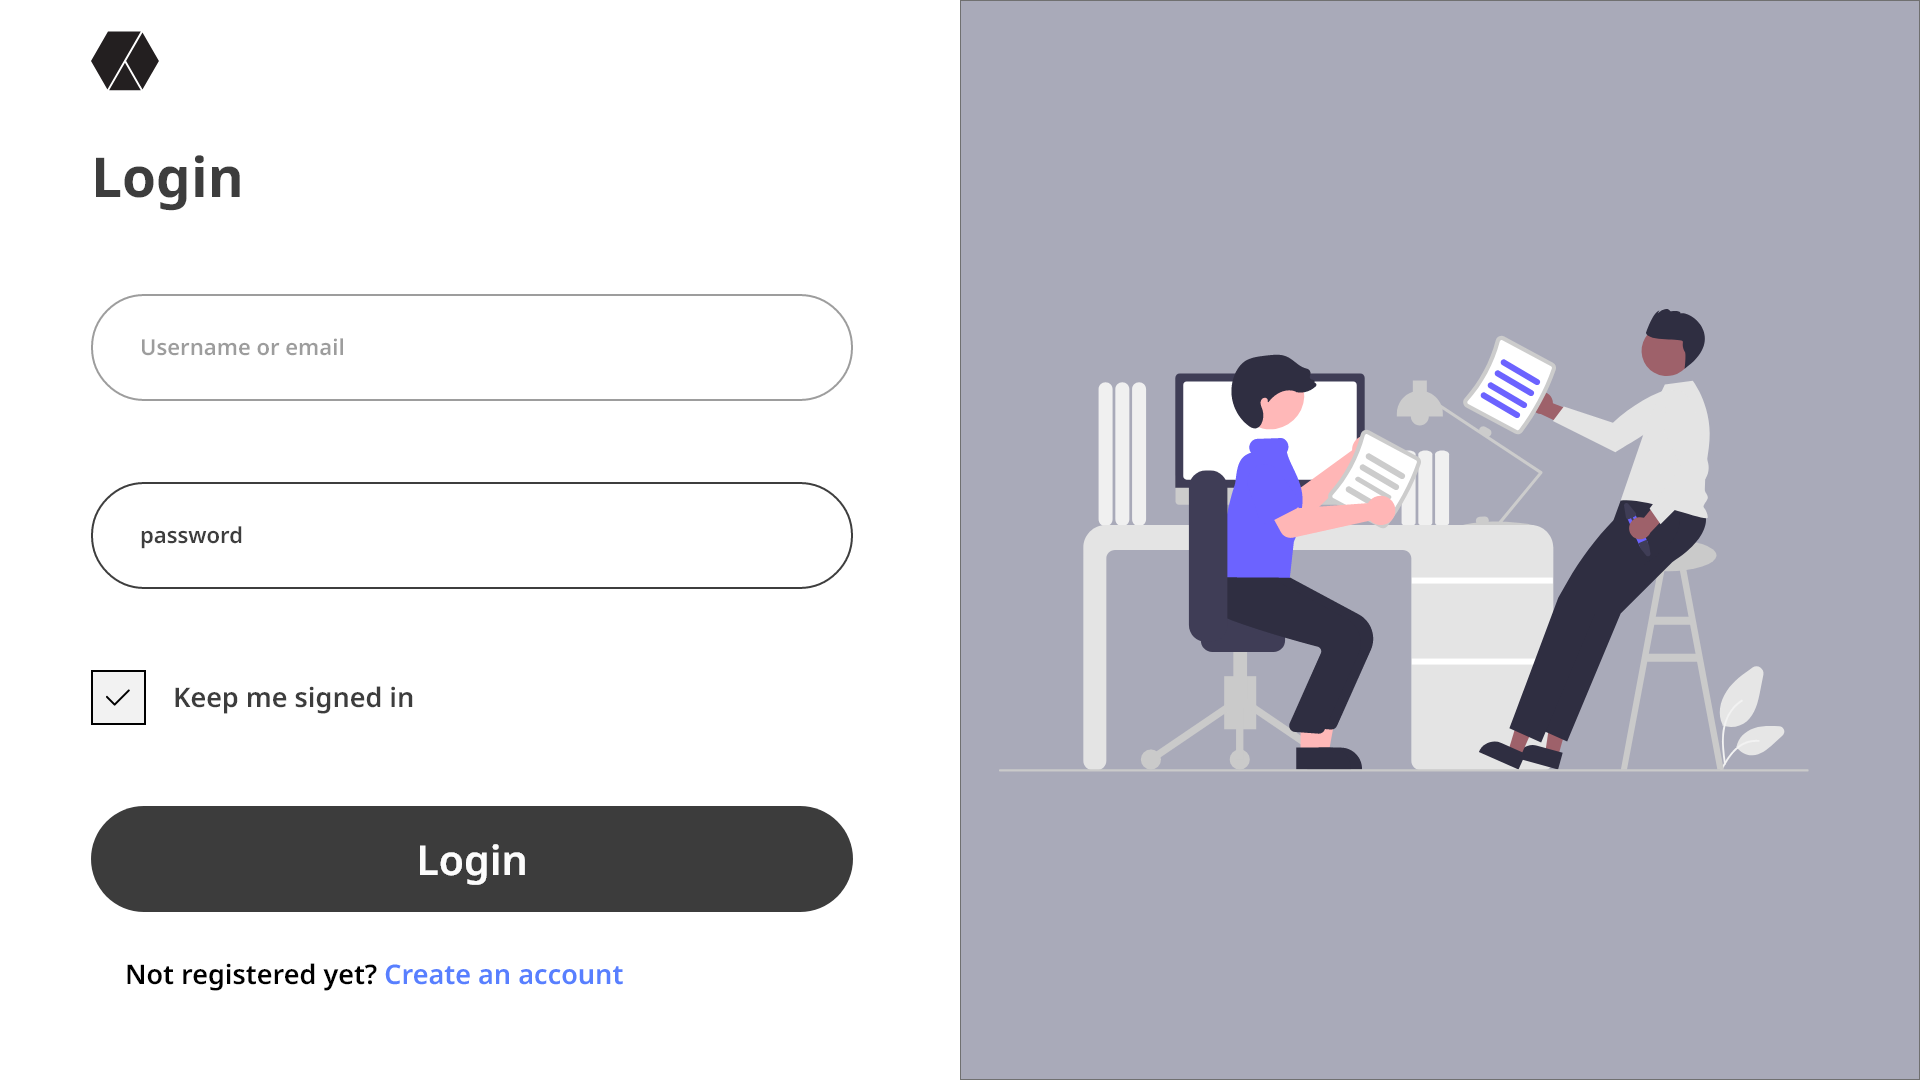 Login
Username or email
password
Keep me signed in
Login
Not registered yet? Create an account